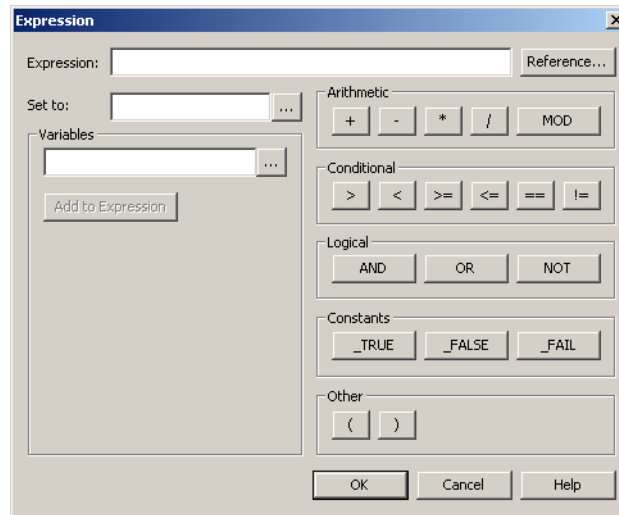 Expression
Expression:
Reference...
Set to:
...
Variables
...
Add to Expression
Arithmetic
+ - * / MOD
Conditional
> < >= <= == !=
Logical
AND OR NOT
Constants
_TRUE _FALSE _FAIL
Other
( )
OK Cancel Help